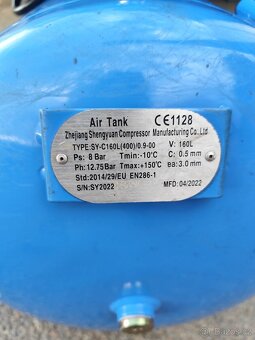 Air Tank CE1128
Zhejiang Shengyuan Compressor Manufacturing Co.,Ltd
TYPE:SY-C160L(400)/0.9-00 V: 160L
Ps: 8 Bar Tmin:-10°C C: 0.5 mm
Ph: 12.75Bar Tmax:+150°C ea:3.0 mm
Std:2014/29/EU EN286-1
S/N:SY2022 MFD:04/2022